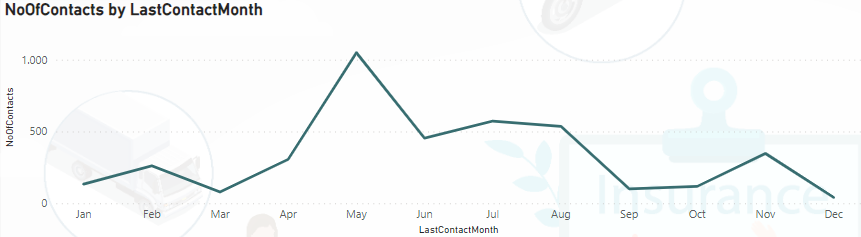 NoOfContacts by LastContactMonth
NoOfContacts
1.000
500
0
Jan Feb Mar Apr May Jun Jul Aug Sep Oct Nov Dec
LastContactMonth
Insurance